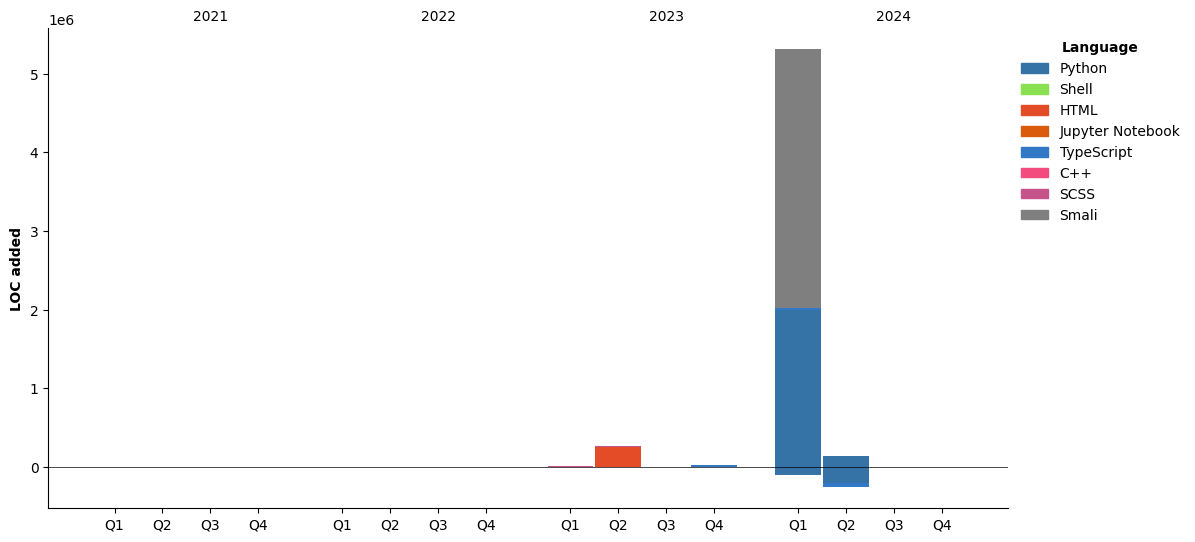 1e6
2021 2022 2023 2024
Language
Python
Shell
HTML
Jupyter Notebook
TypeScript
C++
SCSS
Smali
LOC added
5
4
3
2
1
0
Q1 Q2 Q3 Q4 Q1 Q2 Q3 Q4 Q1 Q2 Q3 Q4 Q1 Q2 Q3 Q4